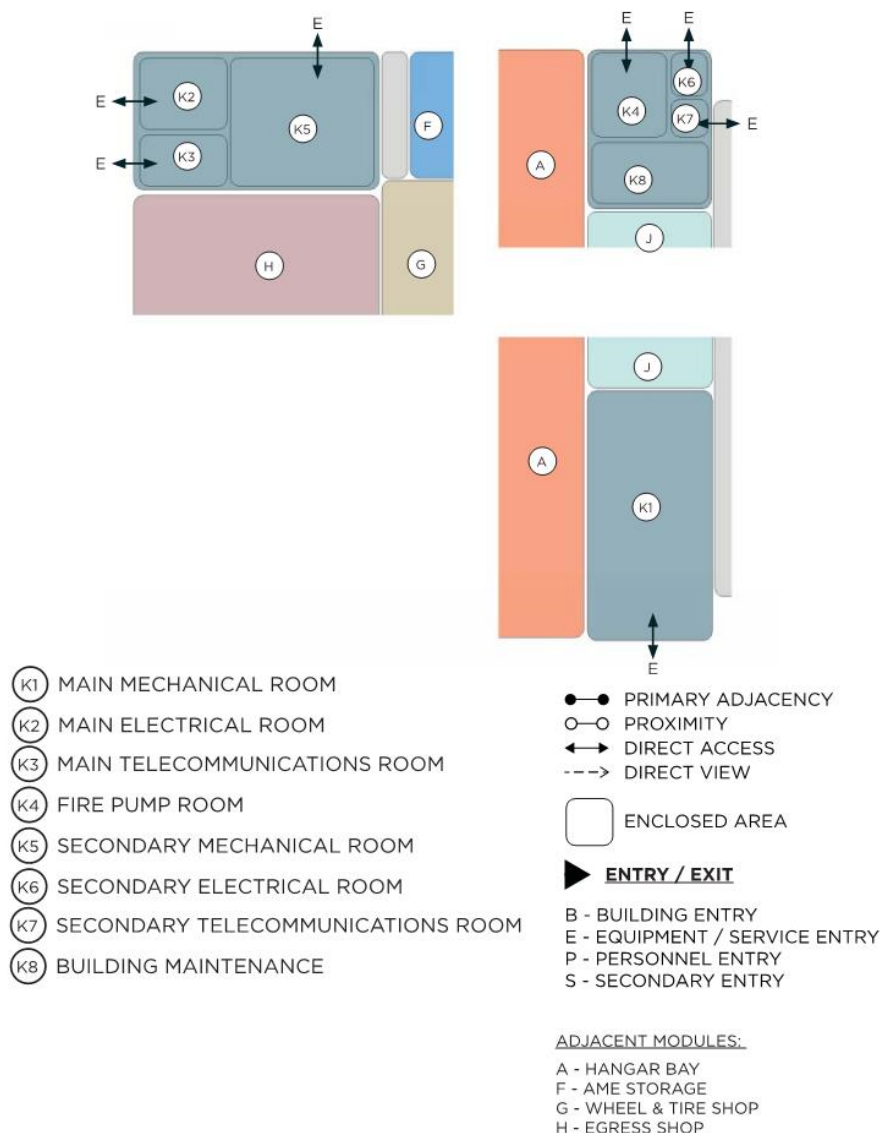 E
E
E
K2
E
K5
F
K6
K4
E
K7
E
K3
A
K8
H
G
J
J
A
K1
E
K1 MAIN MECHANICAL ROOM
K2 MAIN ELECTRICAL ROOM
K3 MAIN TELECOMMUNICATIONS ROOM
K4 FIRE PUMP ROOM
K5 SECONDARY MECHANICAL ROOM
K6 SECONDARY ELECTRICAL ROOM
K7 SECONDARY TELECOMMUNICATIONS ROOM
K8 BUILDING MAINTENANCE
PRIMARY ADJACENCY
PROXIMITY
DIRECT ACCESS
DIRECT VIEW
ENCLOSED AREA
ENTRY / EXIT
B - BUILDING ENTRY
E - EQUIPMENT / SERVICE ENTRY
P - PERSONNEL ENTRY
S - SECONDARY ENTRY
ADJACENT MODULES:
A - HANGAR BAY
F - AME STORAGE
G - WHEEL & TIRE SHOP
H - EGRESS SHOP